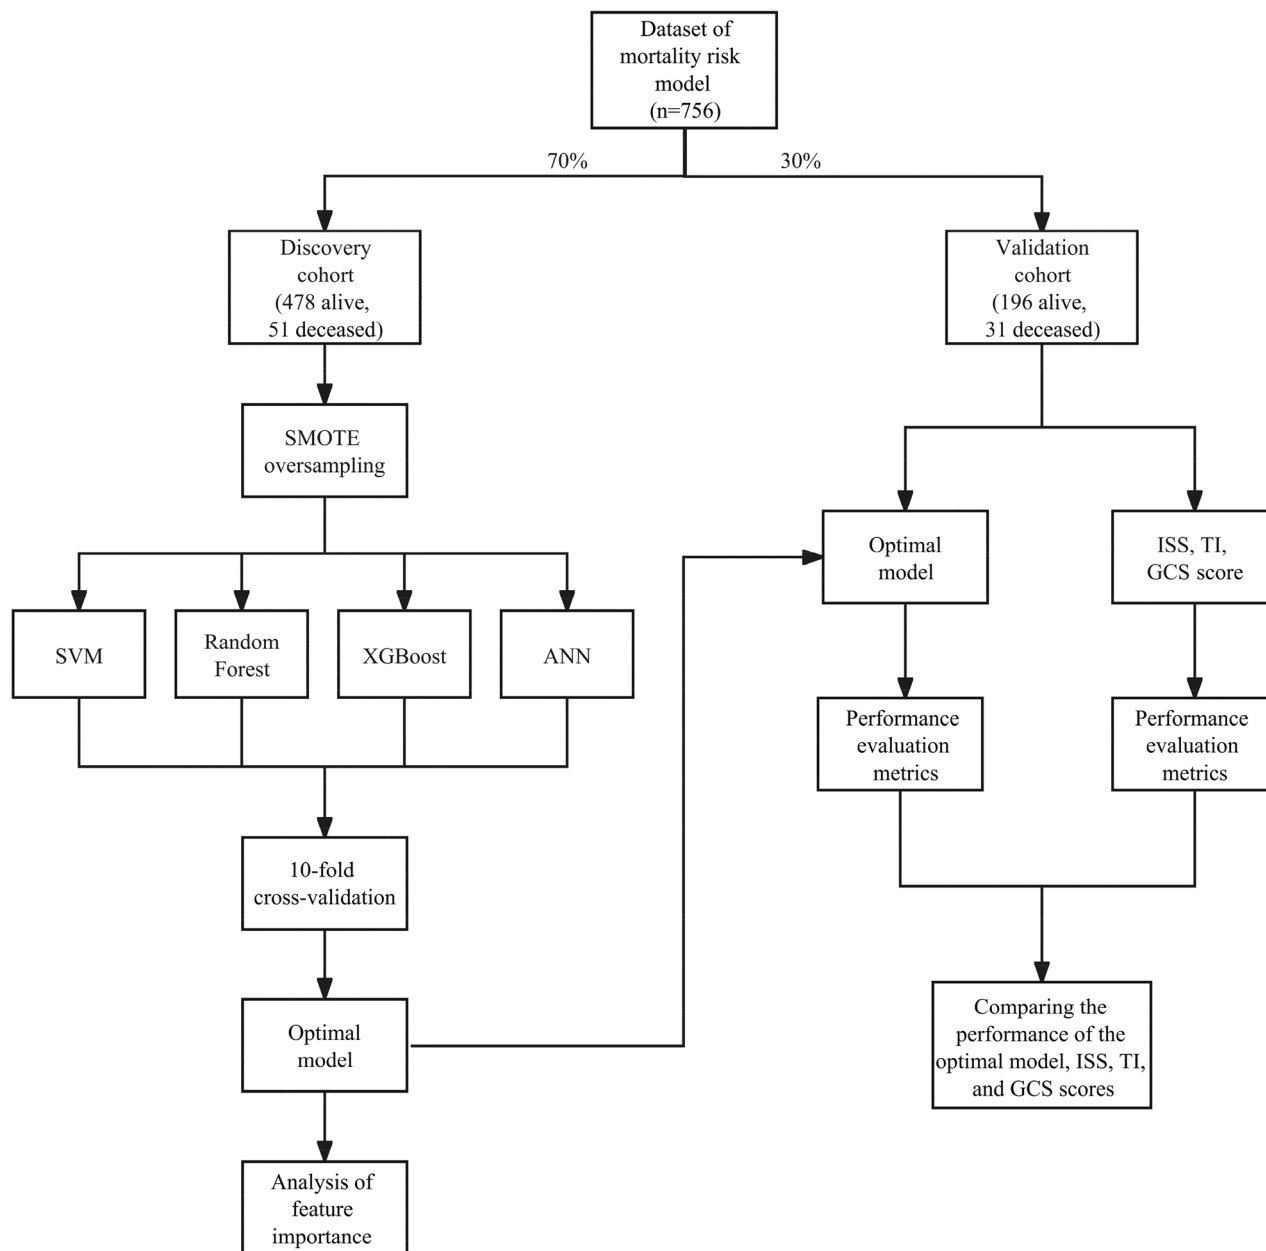 Dataset of
mortality risk
model
(n=756)
70%
30%
Discovery
cohort
(478 alive,
51 deceased)
Validation
cohort
(196 alive,
31 deceased)
SMOTE
oversampling
Optimal
model
ISS, TI,
GCS score
SVM
Random
Forest
XGBoost
ANN
Performance
evaluation
metrics
Performance
evaluation
metrics
10-fold
cross-validation
Optimal
model
Comparing the
performance of the
optimal model, ISS, TI,
and GCS scores
Analysis of
feature
importance